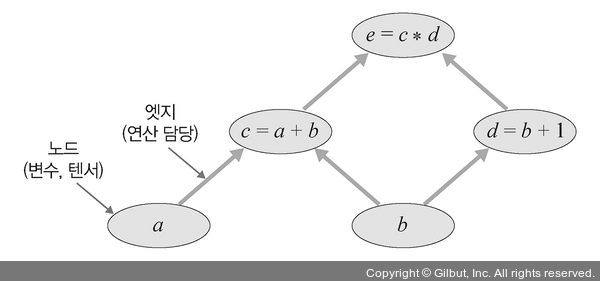 e = c * d
엣지
(연산 담당)
c = a + b
d = b + 1
노드
(변수, 텐서)
a
b
Copyright © Gilbut, Inc. All rights reserved.